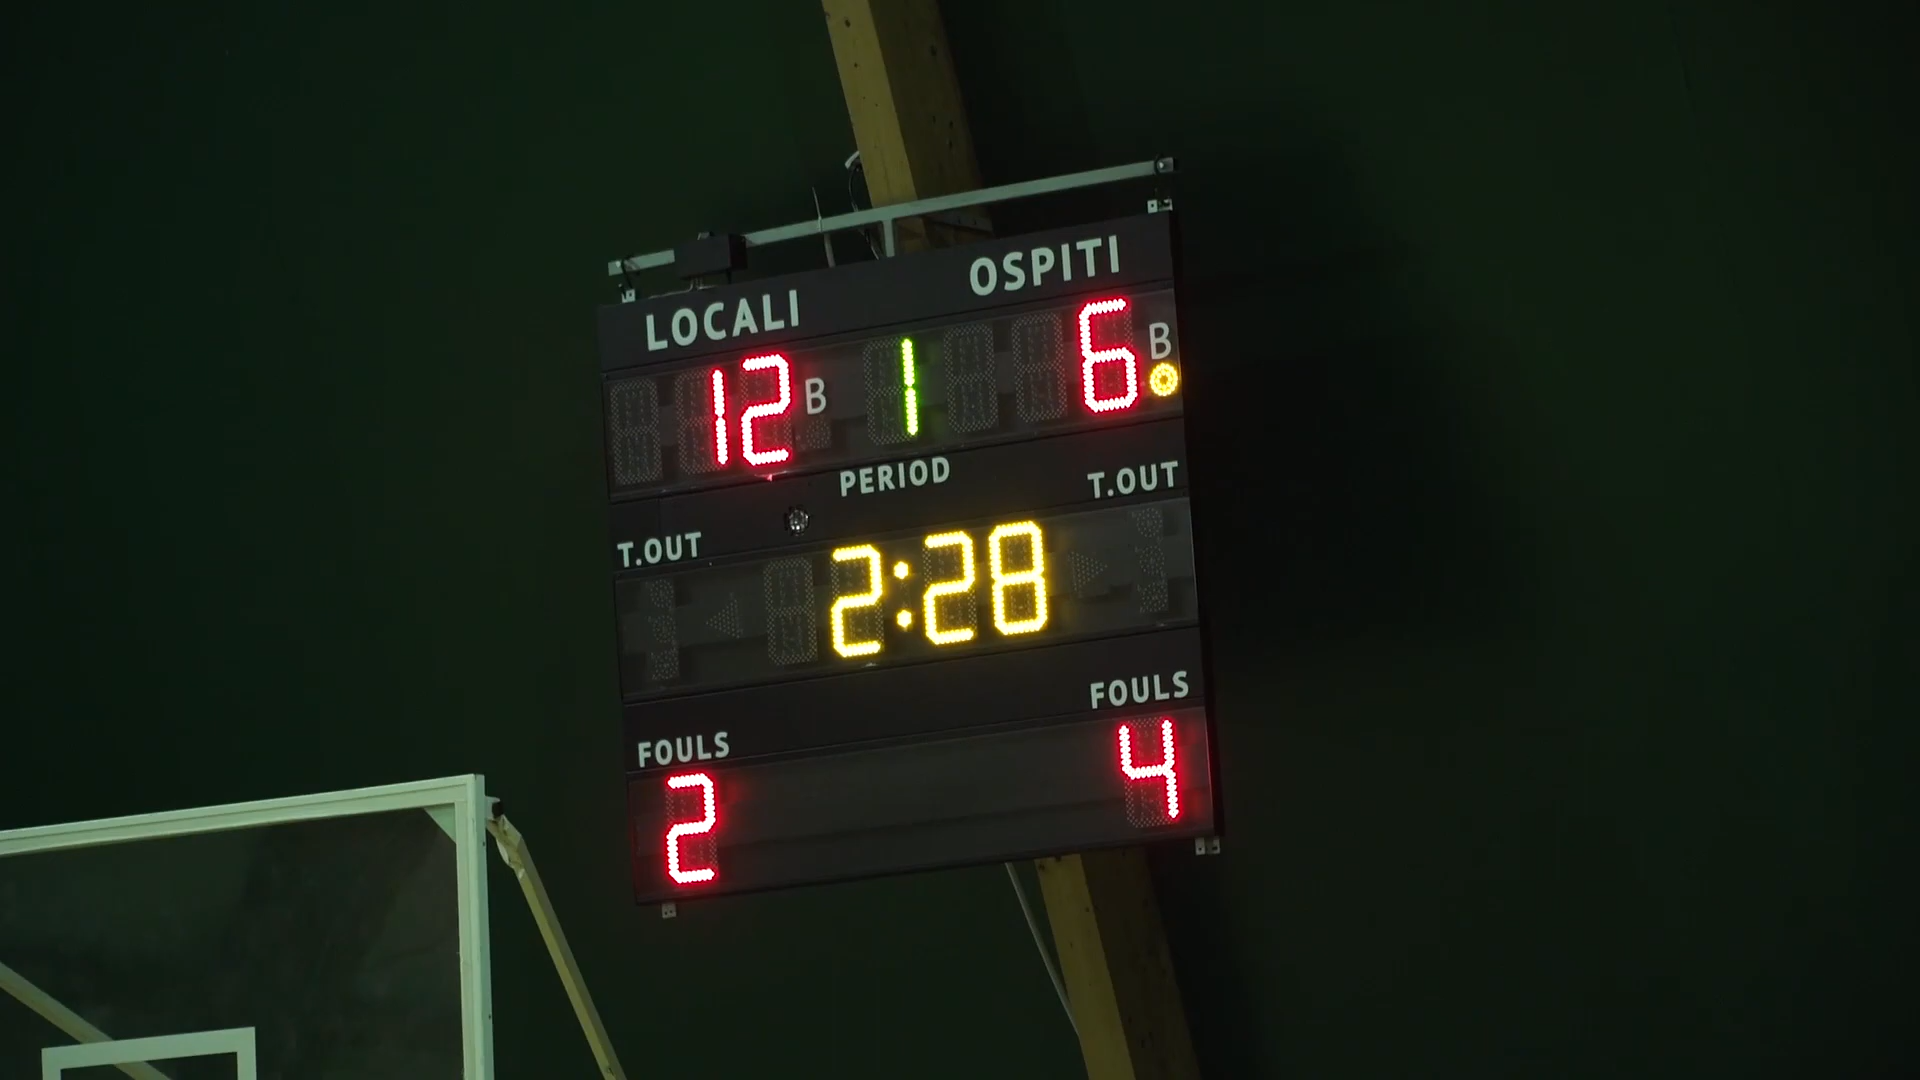 LOCALI OSPITI
12 B 1 6 B
PERIOD
T.OUT T.OUT
2:28
FOULS FOULS
2 4